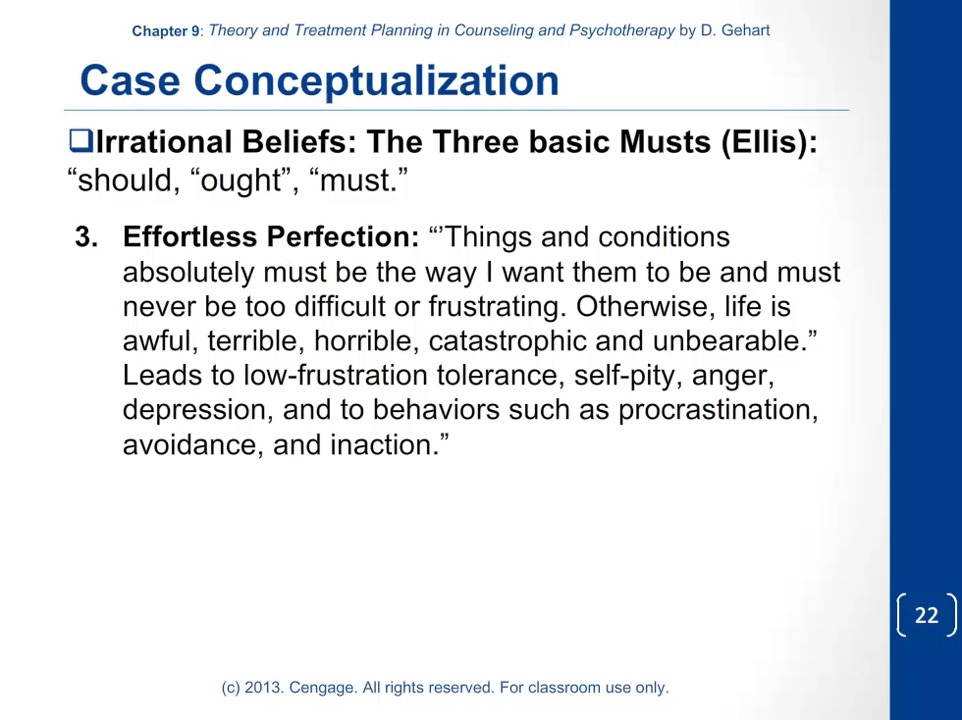 Chapter 9: Theory and Treatment Planning in Counseling and Psychotherapy by D. Gehart
Case Conceptualization
❑Irrational Beliefs: The Three basic Musts (Ellis):
“should, “ought”, “must.”
3. Effortless Perfection: “’Things and conditions
absolutely must be the way I want them to be and must
never be too difficult or frustrating. Otherwise, life is
awful, terrible, horrible, catastrophic and unbearable.”
Leads to low-frustration tolerance, self-pity, anger,
depression, and to behaviors such as procrastination,
avoidance, and inaction.”
22
(c) 2013. Cengage. All rights reserved. For classroom use only.